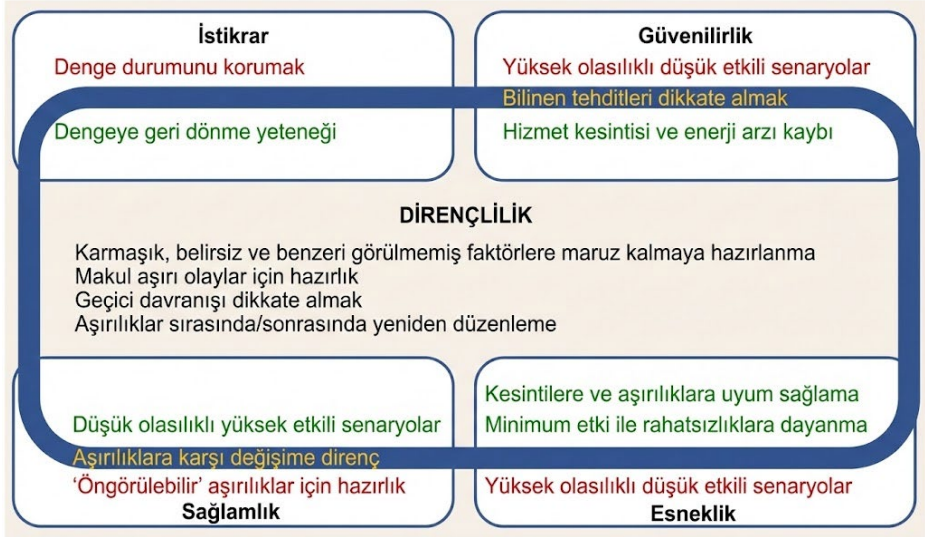 İstikrar
Denge durumunu korumak
Dengeye geri dönme yeteneği
Güvenilirlik
Yüksek olasılıklı düşük etkili senaryolar
Bilinen tehditleri dikkate almak
Hizmet kesintisi ve enerji arzı kaybı
DİRENÇLİLİK
Karmaşık, belirsiz ve benzeri görülmemiş faktörlere maruz kalmaya hazırlanma
Makul aşırı olaylar için hazırlık
Geçici davranışı dikkate almak
Aşırılıklar sırasında/sonrasında yeniden düzenleme
Düşük olasılıklı yüksek etkili senaryolar
Aşırılıklara karşı değişime direnç
‘Öngörülebilir’ aşırılıklar için hazırlık
Sağlamlık
Kesintilere ve aşırılıklara uyum sağlama
Minimum etki ile rahatsızlıklara dayanma
Yüksek olasılıklı düşük etkili senaryolar
Esneklik